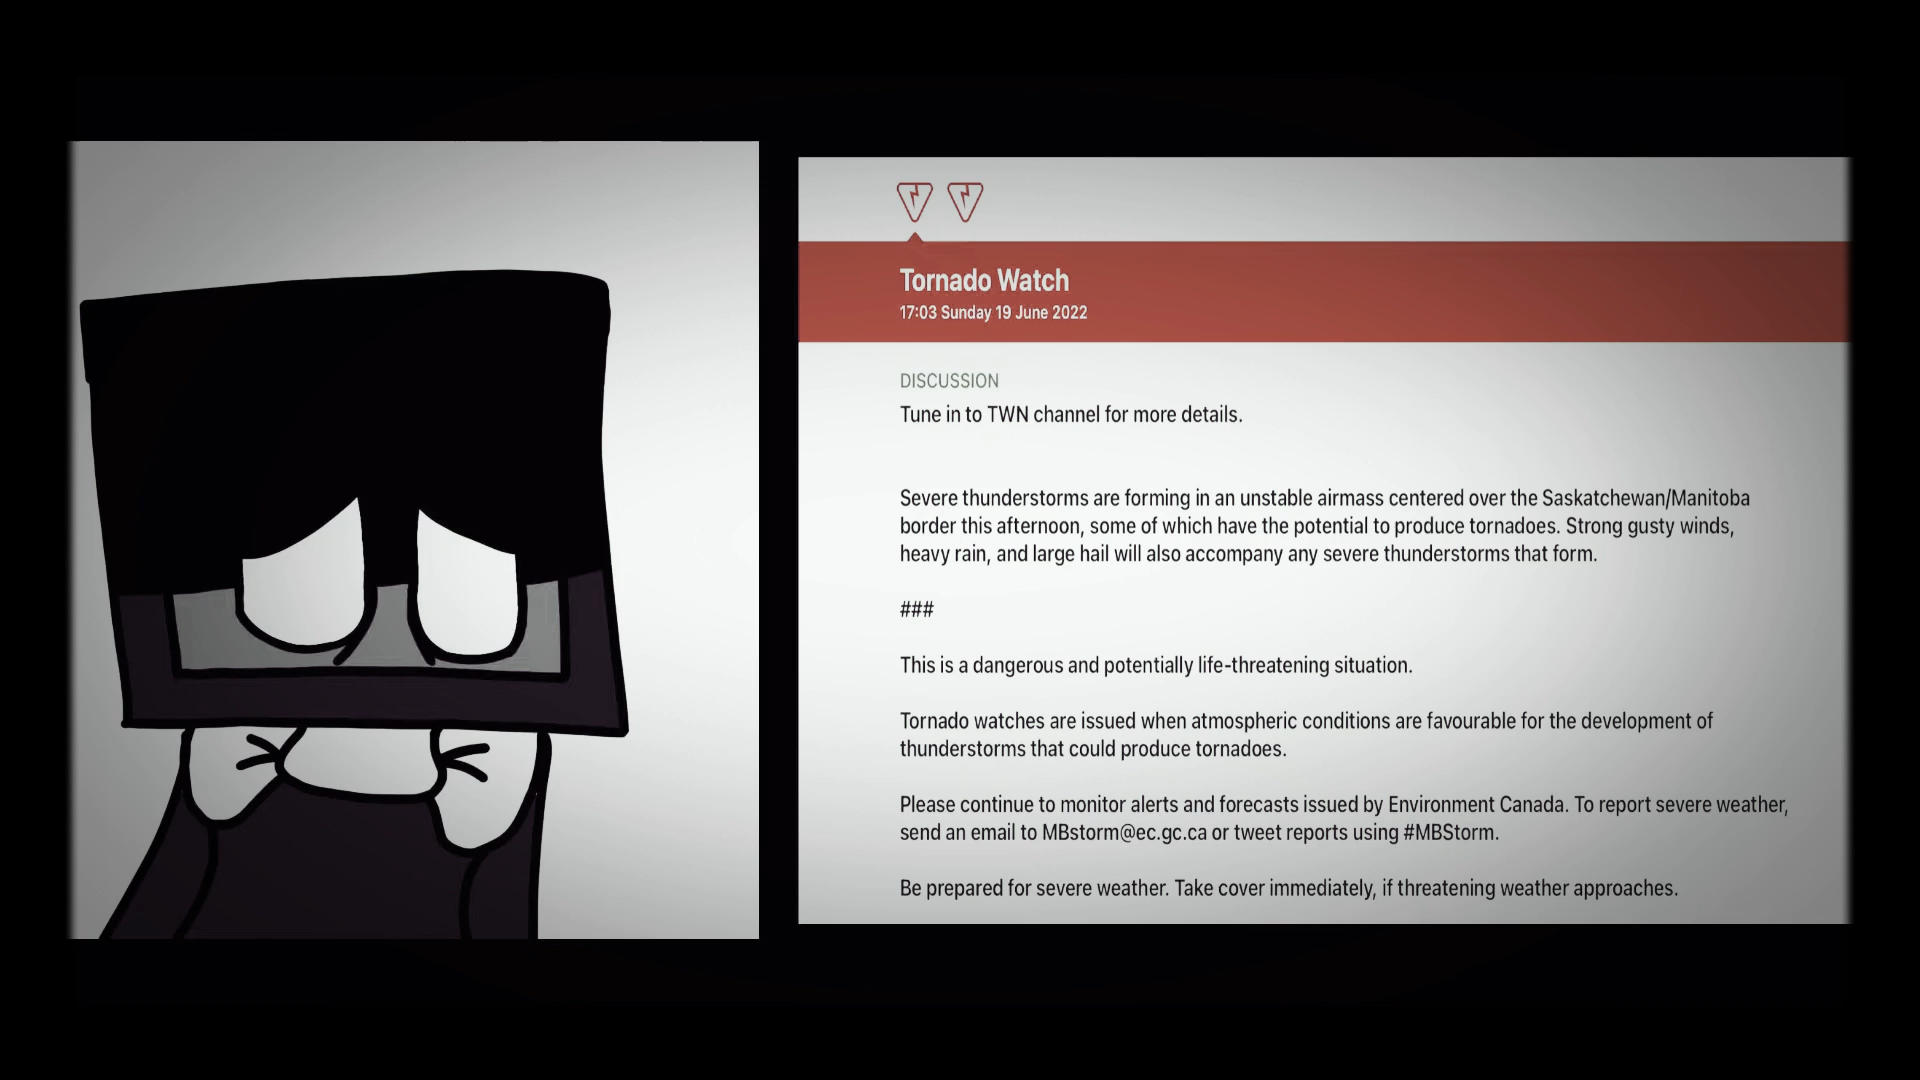 Tornado Watch
17:03 Sunday 19 June 2022
DISCUSSION
Tune in to TWN channel for more details.
Severe thunderstorms are forming in an unstable airmass centered over the Saskatchewan/Manitoba
border this afternoon, some of which have the potential to produce tornadoes. Strong gusty winds,
heavy rain, and large hail will also accompany any severe thunderstorms that form.
###
This is a dangerous and potentially life-threatening situation.
Tornado watches are issued when atmospheric conditions are favourable for the development of
thunderstorms that could produce tornadoes.
Please continue to monitor alerts and forecasts issued by Environment Canada. To report severe weather,
send an email to MBstorm@ec.gc.ca or tweet reports using #MBStorm.
Be prepared for severe weather. Take cover immediately, if threatening weather approaches.